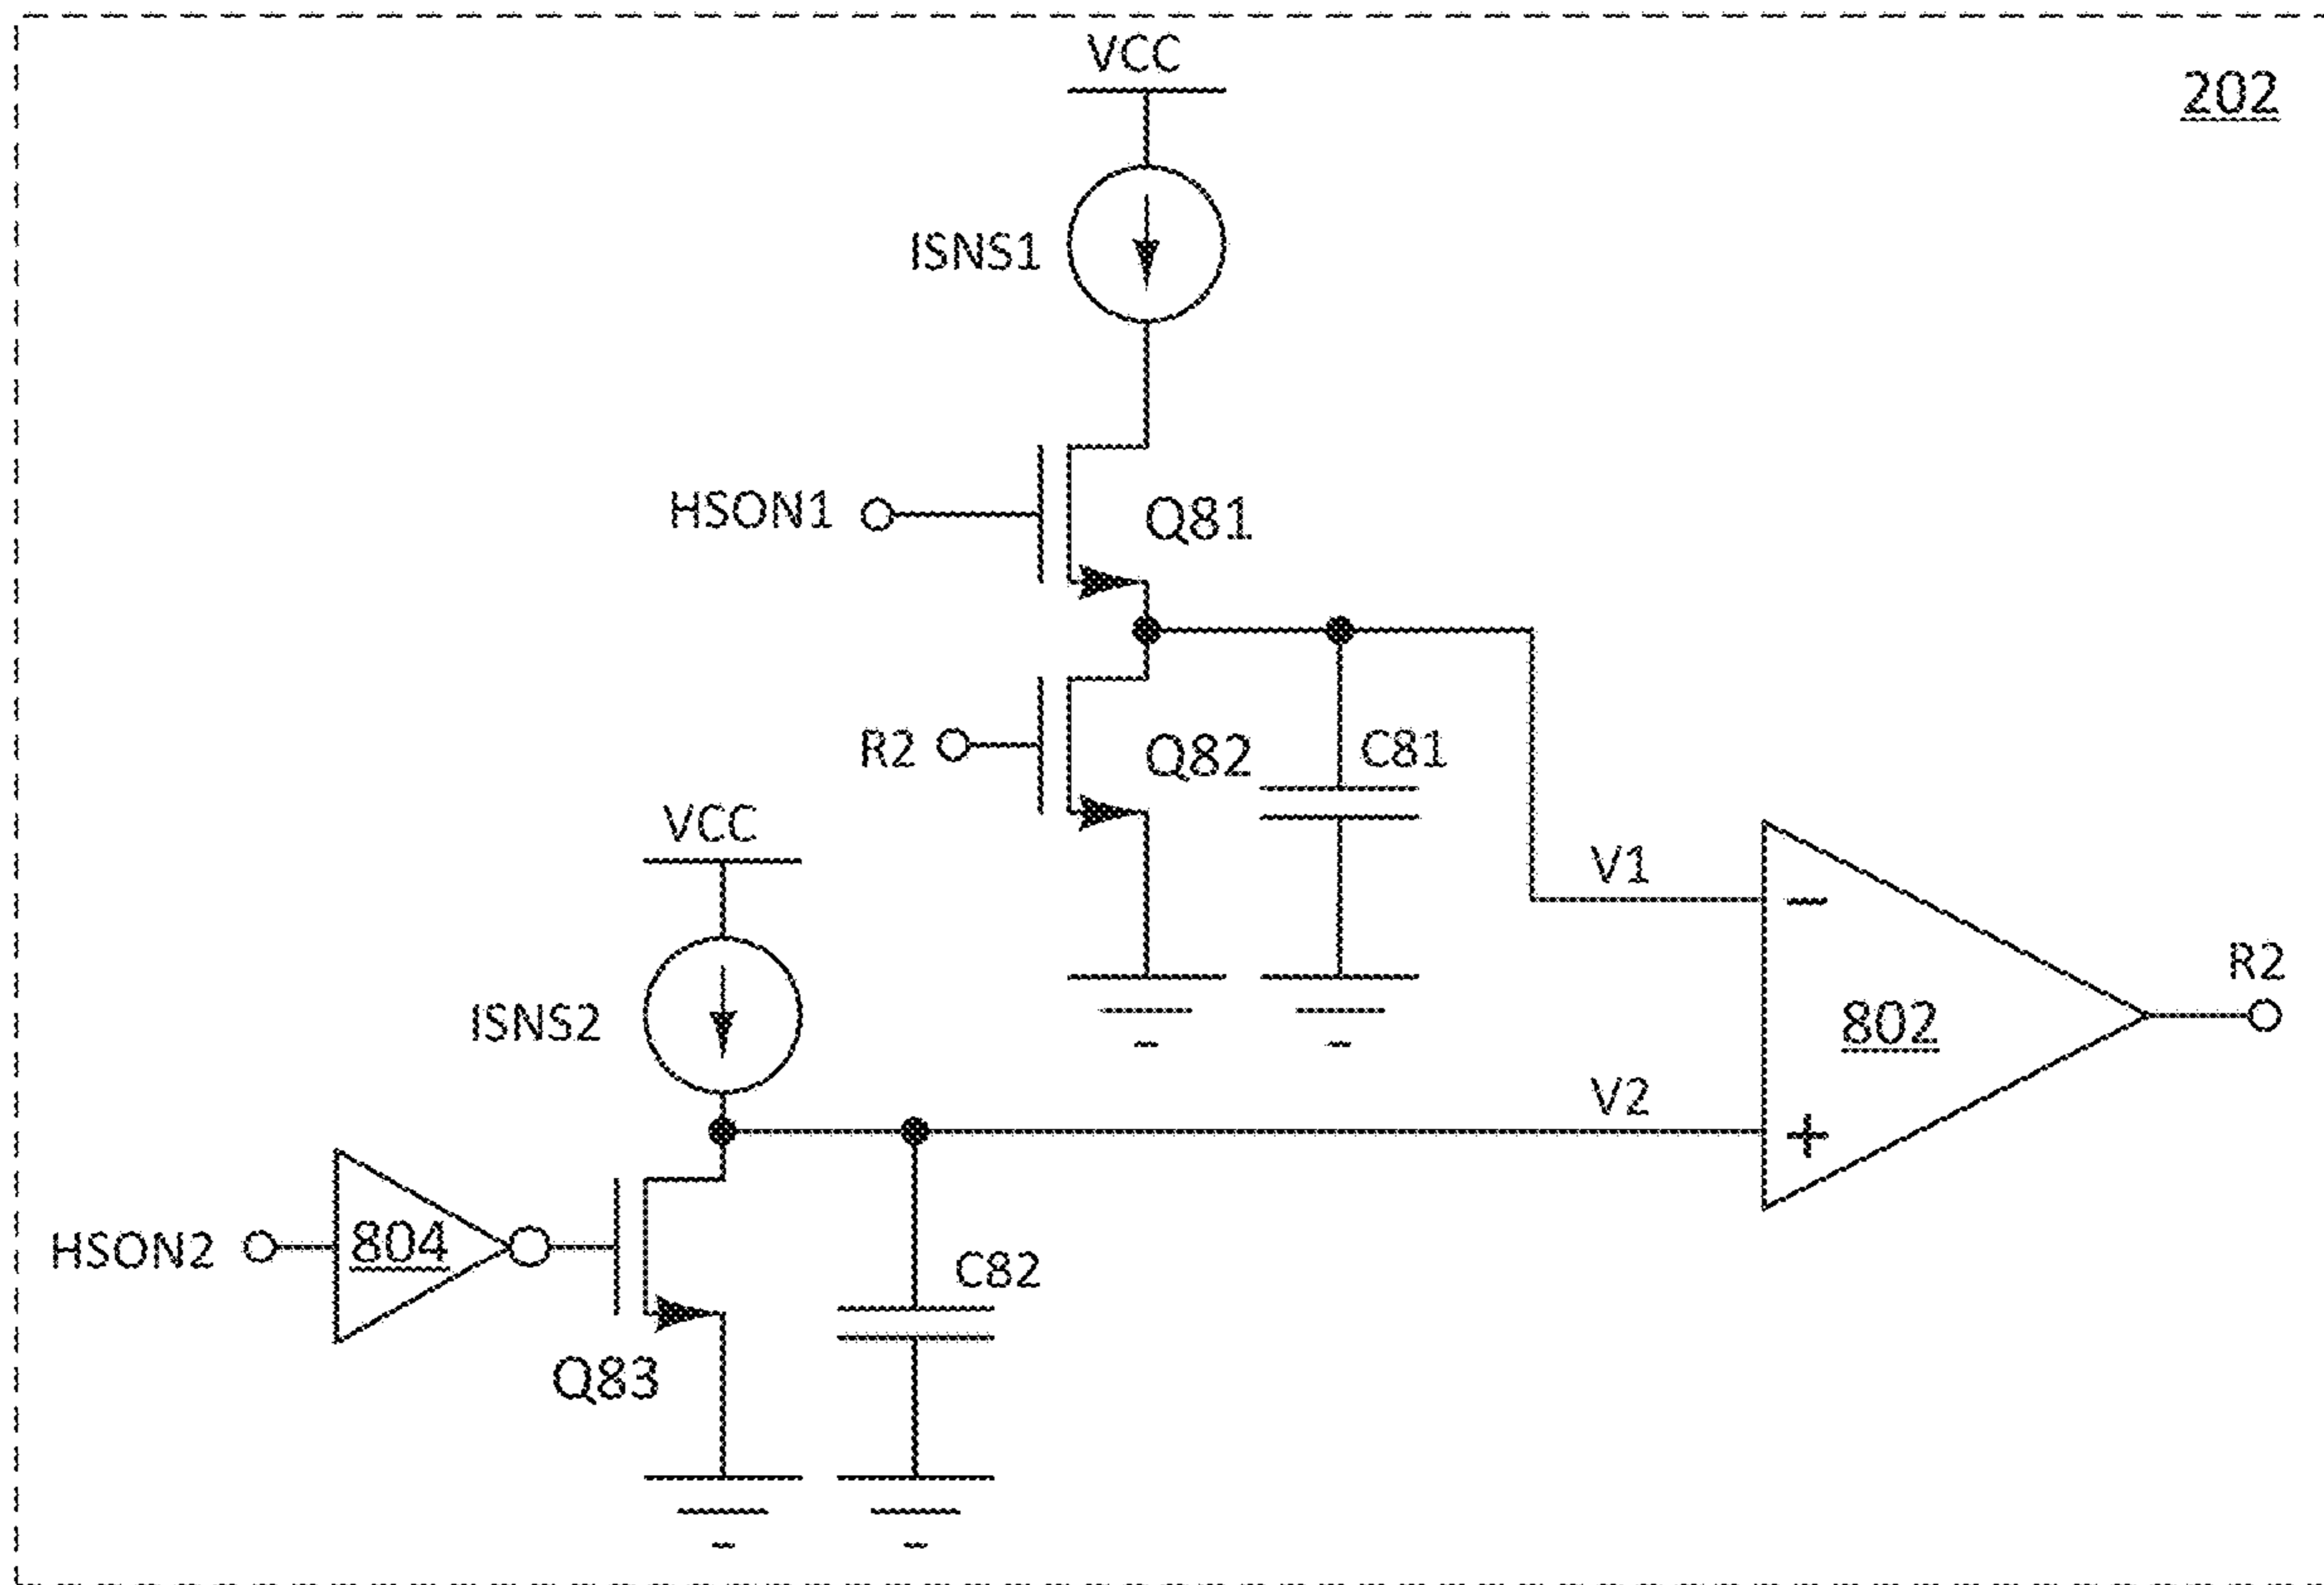 VCC
202
ISNS1
HSON1
Q81
R2
Q82
C81
VCC
V1
−
R2
802
ISNS2
V2
+
HSON2
804
C82
Q83